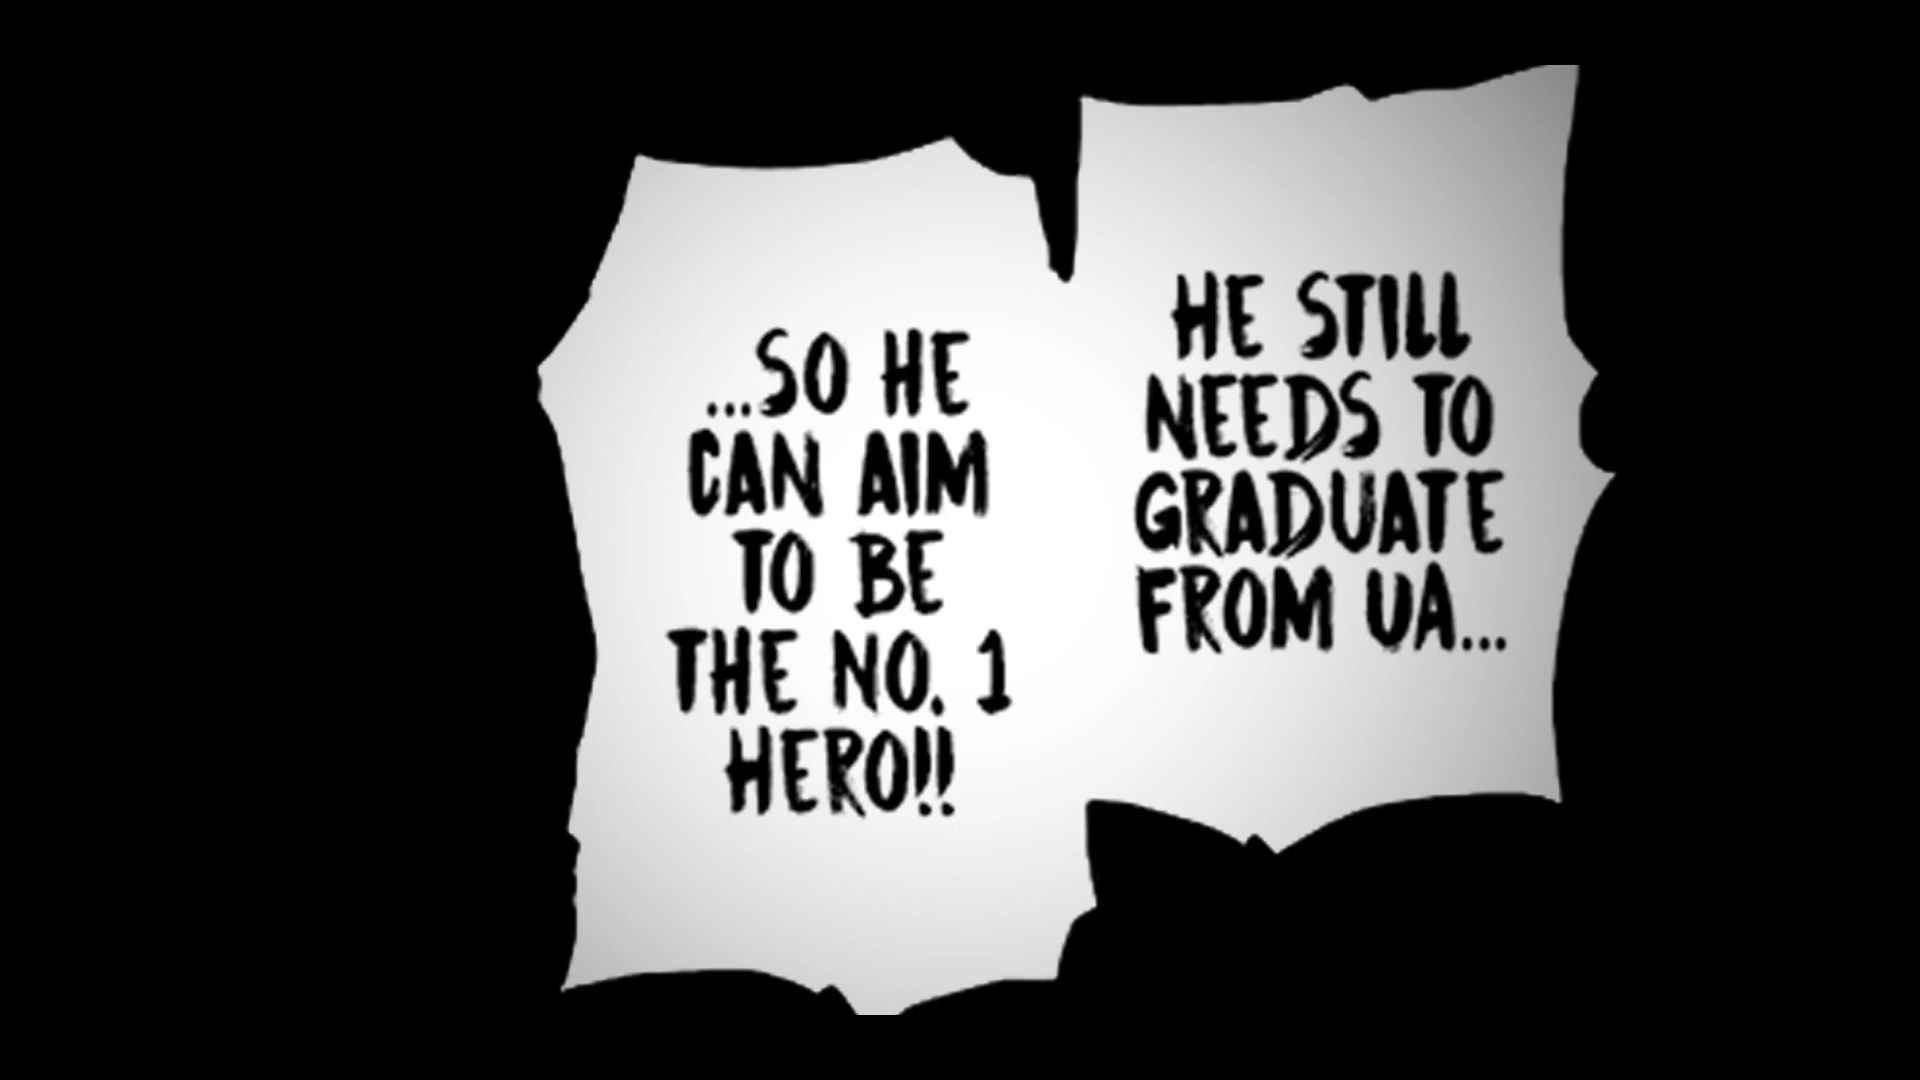 HE STILL
NEEDS TO
GRADUATE
FROM UA...
...SO HE
CAN AIM
TO BE
THE NO. 1
HERO!!